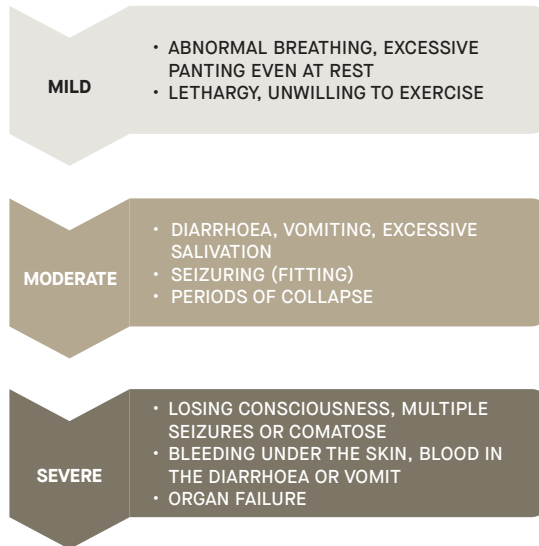 MILD
• ABNORMAL BREATHING, EXCESSIVE
PANTING EVEN AT REST
• LETHARGY, UNWILLING TO EXERCISE
MODERATE
• DIARRHOEA, VOMITING, EXCESSIVE
SALIVATION
• SEIZURING (FITTING)
• PERIODS OF COLLAPSE
SEVERE
• LOSING CONSCIOUSNESS, MULTIPLE
SEIZURES OR COMATOSE
• BLEEDING UNDER THE SKIN, BLOOD IN
THE DIARRHOEA OR VOMIT
• ORGAN FAILURE